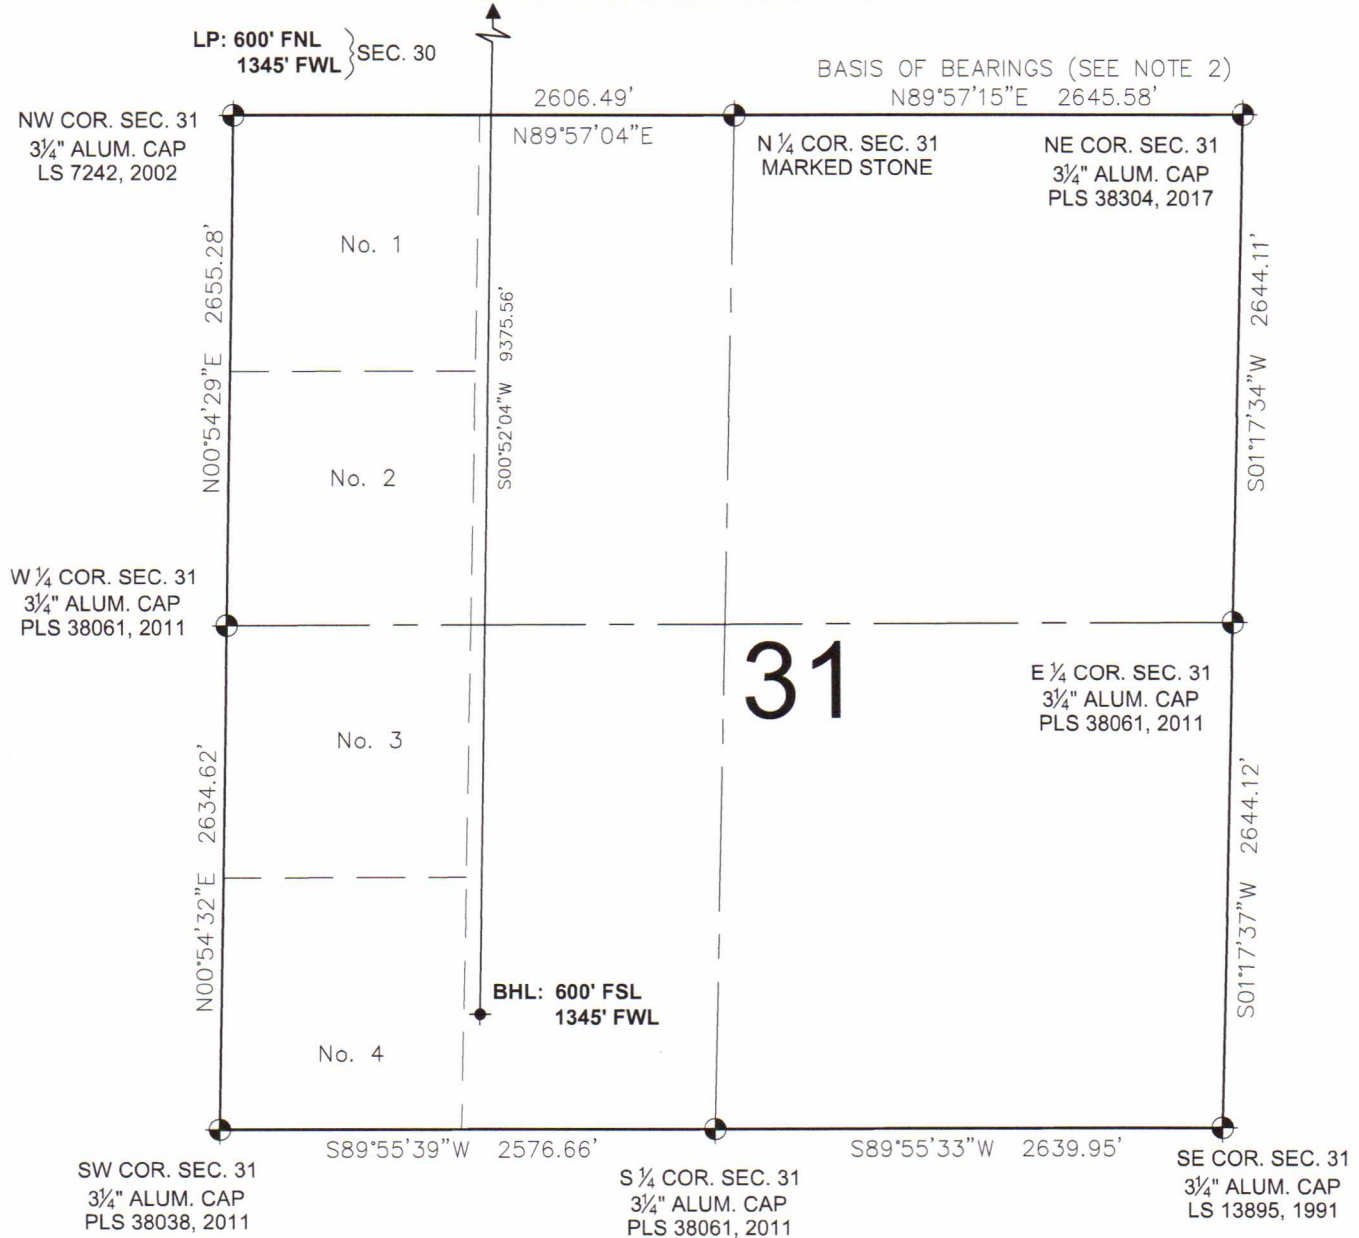 LP: 600' FNL
1345' FWL
SEC. 30
BASIS OF BEARINGS (SEE NOTE 2)
2606.49'
N89°57'15"E 2645.58'
N89°57'04"E
NW COR. SEC. 31
3¼" ALUM. CAP
LS 7242, 2002
N ¼ COR. SEC. 31
MARKED STONE
NE COR. SEC. 31
3¼" ALUM. CAP
PLS 38304, 2017
No. 1
N00°54'29"E 2655.28'
S00°52'04"W 9375.56'
S01°17'34"W 2644.11'
No. 2
W ¼ COR. SEC. 31
3¼" ALUM. CAP
PLS 38061, 2011
31
E ¼ COR. SEC. 31
3¼" ALUM. CAP
PLS 38061, 2011
No. 3
N00°54'32"E 2634.62'
S01°17'37"W 2644.12'
BHL: 600' FSL
1345' FWL
No. 4
S89°55'39"W 2576.66'
S89°55'33"W 2639.95'
SW COR. SEC. 31
3¼" ALUM. CAP
PLS 38038, 2011
S ¼ COR. SEC. 31
3¼" ALUM. CAP
PLS 38061, 2011
SE COR. SEC. 31
3¼" ALUM. CAP
LS 13895, 1991